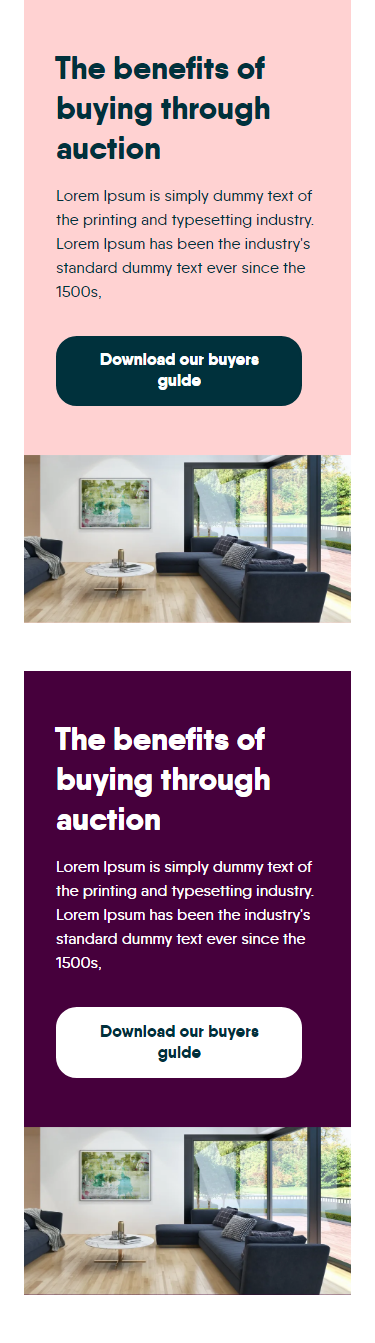 The benefits of
buying through
auction
Lorem Ipsum is simply dummy text of
the printing and typesetting industry.
Lorem Ipsum has been the industry's
standard dummy text ever since the
1500s,
Download our buyers
guide
The benefits of
buying through
auction
Lorem Ipsum is simply dummy text of
the printing and typesetting industry.
Lorem Ipsum has been the industry's
standard dummy text ever since the
1500s,
Download our buyers
guide